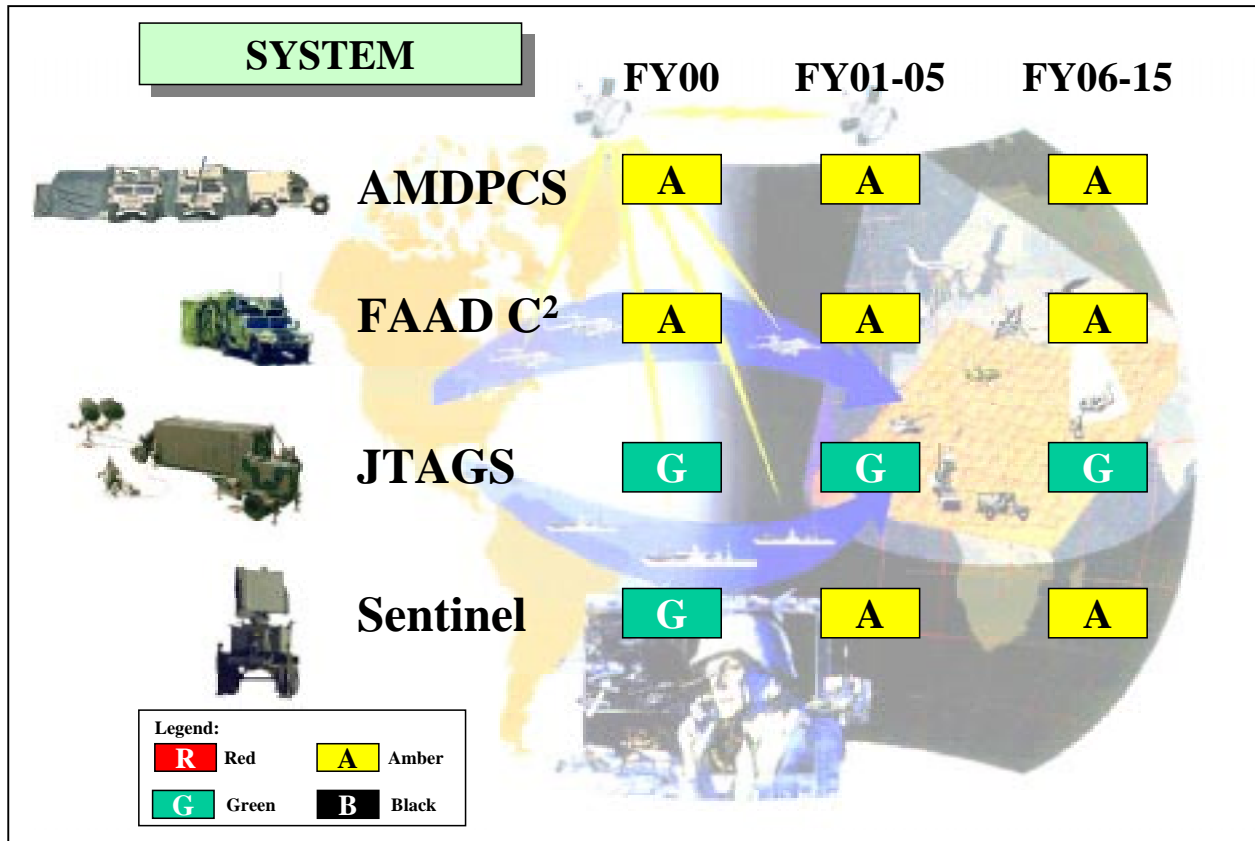 SYSTEM
FY00 FY01-05 FY06-15
AMDPCS A A A
FAAD C² A A A
JTAGS G G G
Sentinel G A A
Legend:
R Red A Amber
G Green B Black